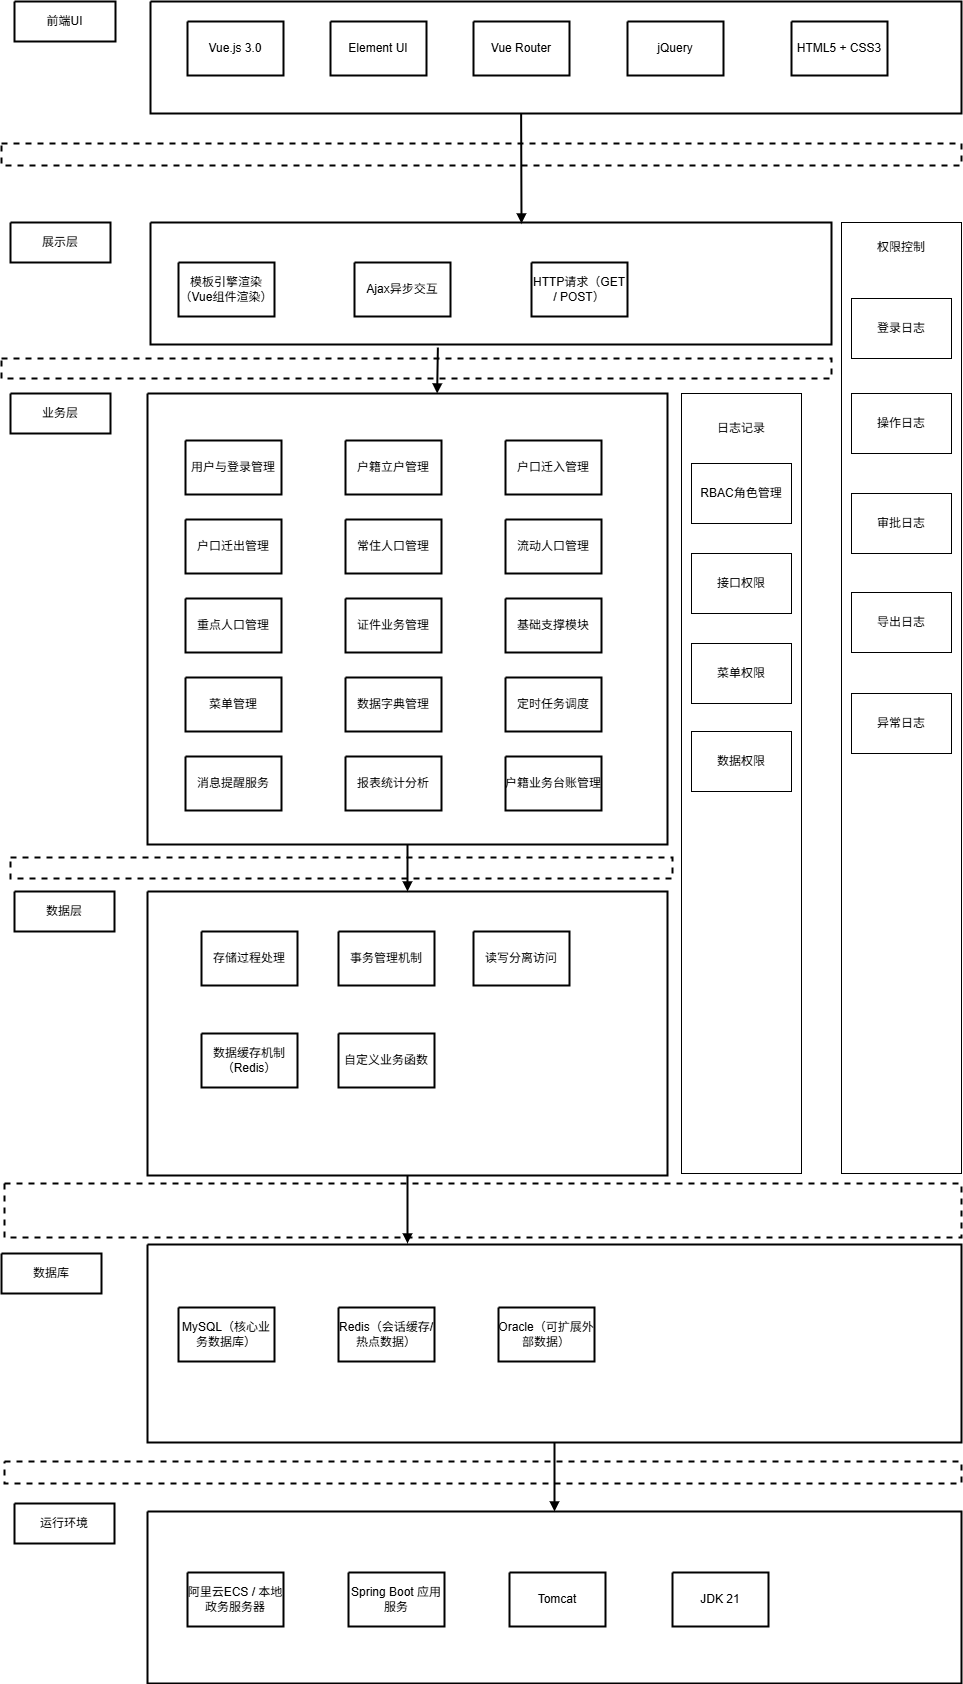 前端UI
Vue.js 3.0
Element UI
Vue Router
jQuery
HTML5 + CSS3
展示层
模板引擎渲染
（Vue组件渲染）
Ajax异步交互
HTTP请求（GET
/ POST）
权限控制
登录日志
操作日志
审批日志
导出日志
异常日志
业务层
用户与登录管理
户籍立户管理
户口迁入管理
户口迁出管理
常住人口管理
流动人口管理
重点人口管理
证件业务管理
基础支撑模块
菜单管理
数据字典管理
定时任务调度
消息提醒服务
报表统计分析
户籍业务台账管理
日志记录
RBAC角色管理
接口权限
菜单权限
数据权限
数据层
存储过程处理
事务管理机制
读写分离访问
数据缓存机制
（Redis）
自定义业务函数
数据库
MySQL（核心业
务数据库）
Redis（会话缓存/
热点数据）
Oracle（可扩展外
部数据）
运行环境
阿里云ECS / 本地
政务服务器
Spring Boot 应用
服务
Tomcat
JDK 21